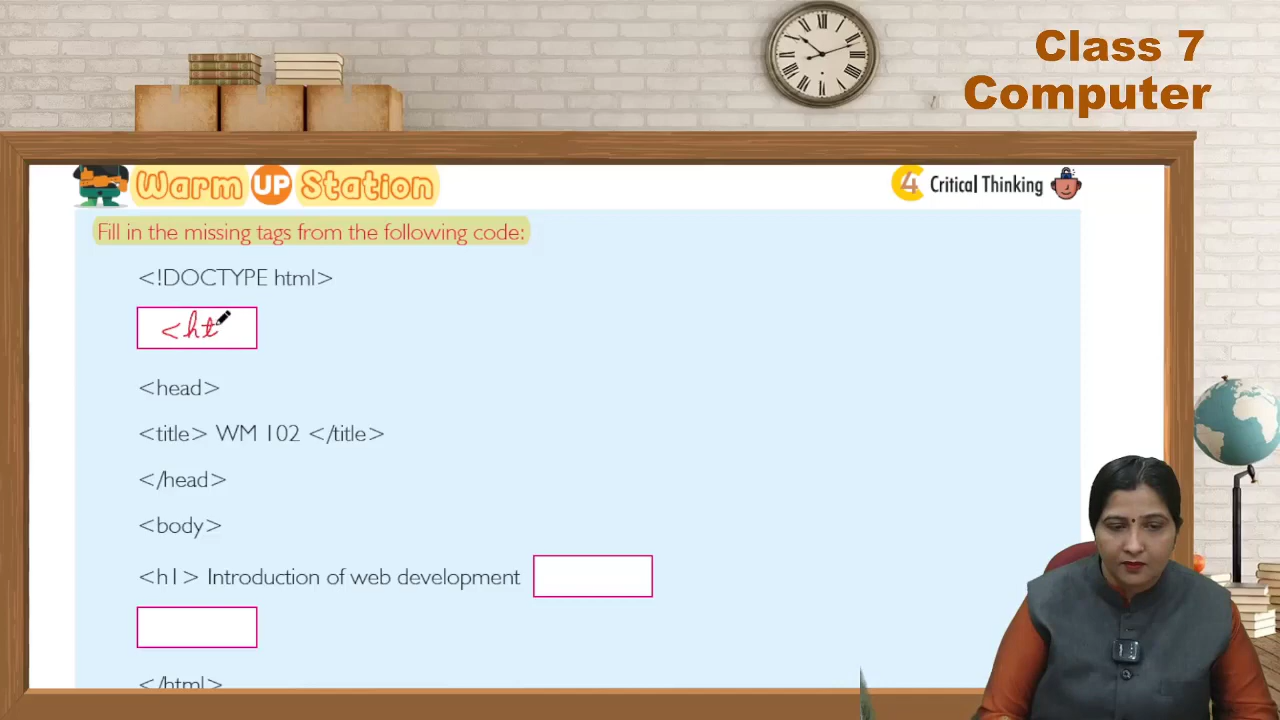 Class 7
Computer
Warm UP Station
C4 Critical Thinking
Fill in the missing tags from the following code:
<!DOCTYPE html>
<ht
<head>
<title> WM 102 </title>
</head>
<body>
<h1> Introduction of web development
</html>